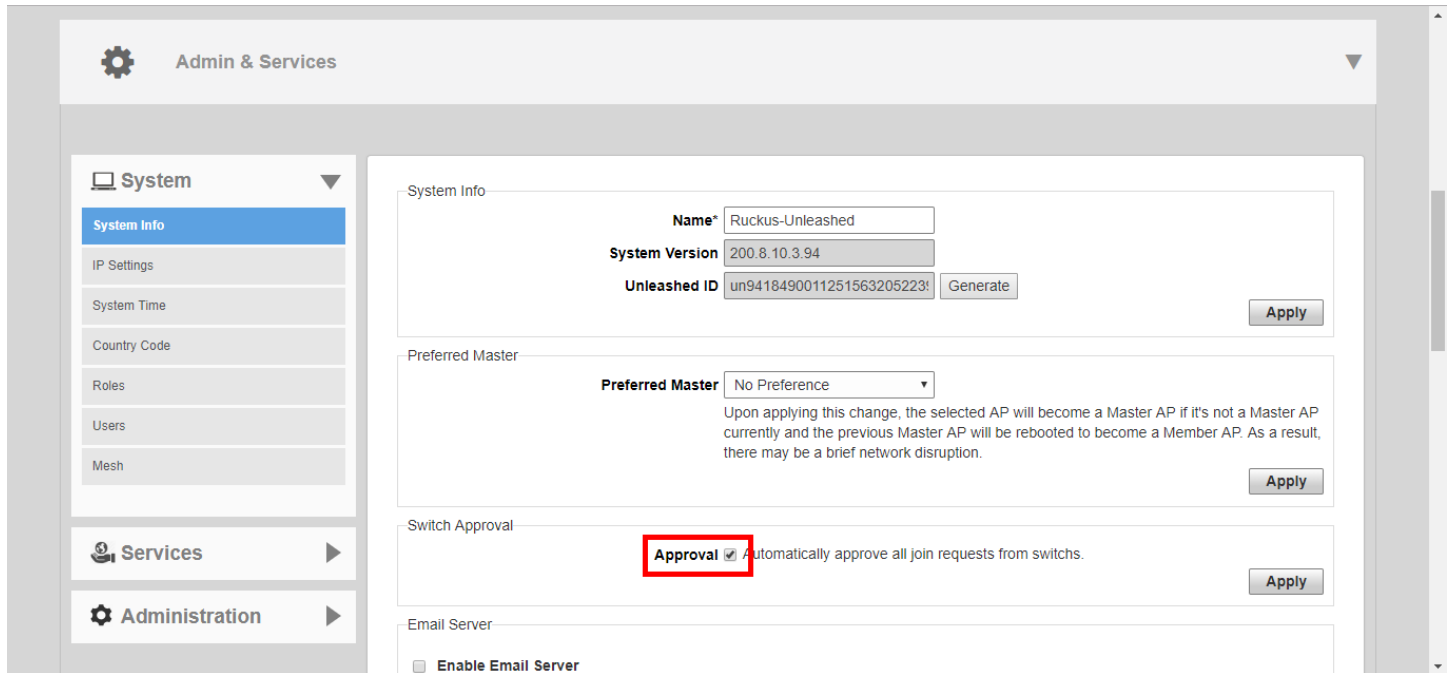 Admin & Services
System
System Info
IP Settings
System Time
Country Code
Roles
Users
Mesh
Services
Administration
System Info
Name* Ruckus-Unleashed
System Version 200.8.10.3.94
Unleashed ID un94184900112515632052239 Generate
Apply
Preferred Master
Preferred Master No Preference
Upon applying this change, the selected AP will become a Master AP if it's not a Master AP
currently and the previous Master AP will be rebooted to become a Member AP. As a result,
there may be a brief network disruption.
Apply
Switch Approval
Approval Automatically approve all join requests from switchs.
Apply
Email Server
Enable Email Server